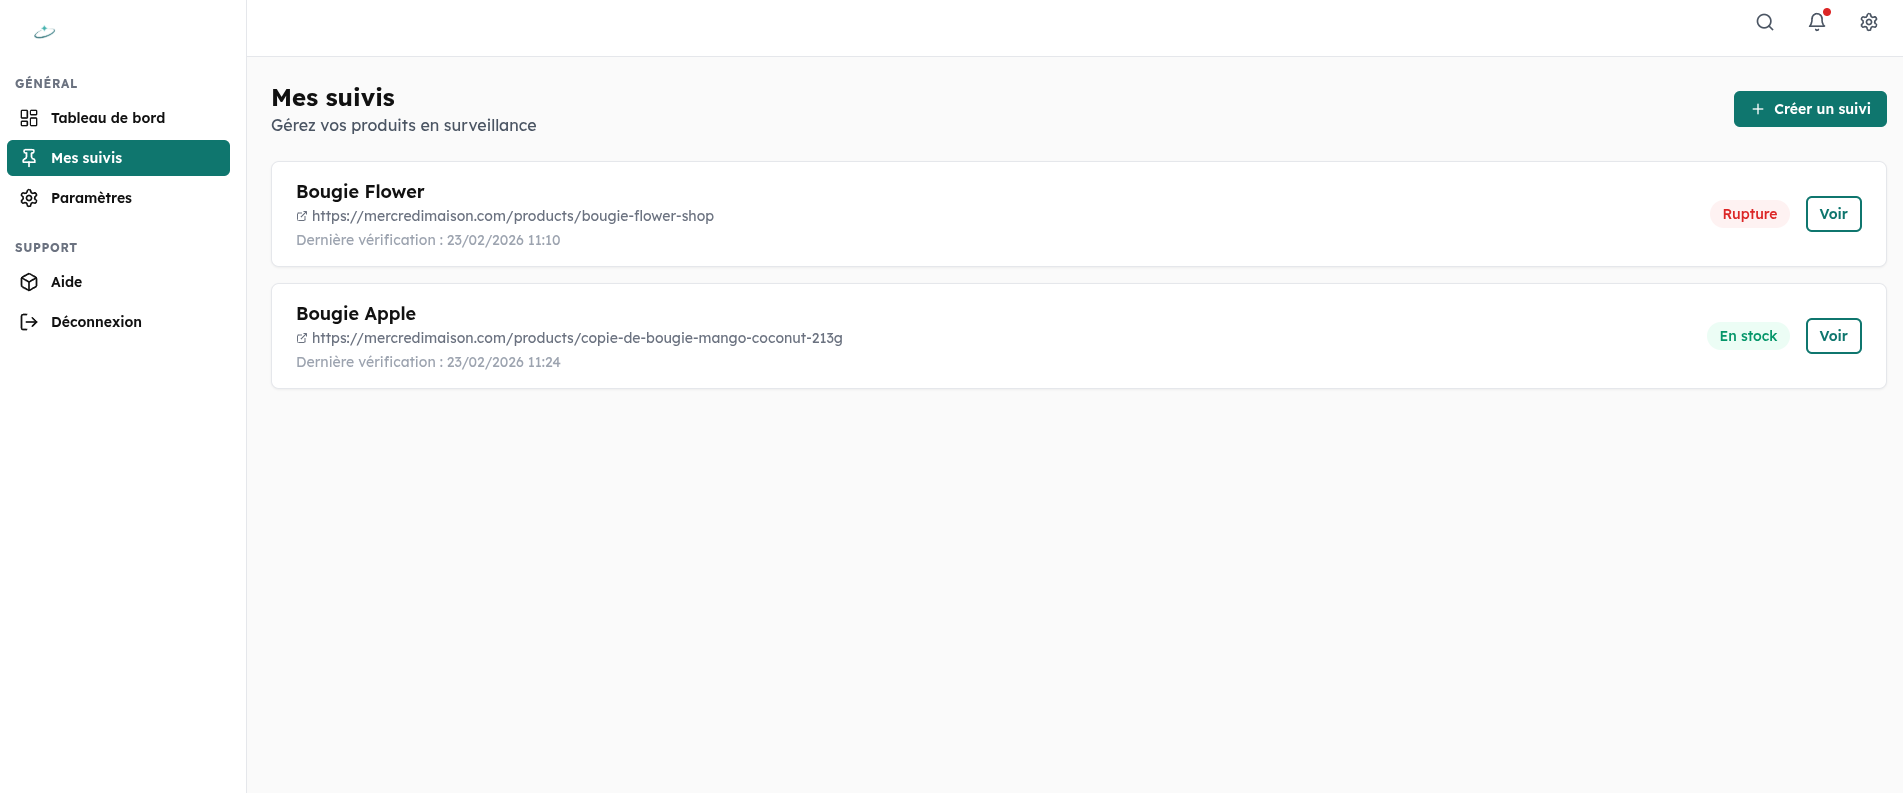 GÉNÉRAL
Tableau de bord
Mes suivis
Paramètres
SUPPORT
Aide
Déconnexion
Mes suivis
Gérez vos produits en surveillance
Créer un suivi
Bougie Flower
https://mercredimaison.com/products/bougie-flower-shop
Dernière vérification : 23/02/2026 11:10
Rupture
Voir
Bougie Apple
https://mercredimaison.com/products/copie-de-bougie-mango-coconut-213g
Dernière vérification : 23/02/2026 11:24
En stock
Voir